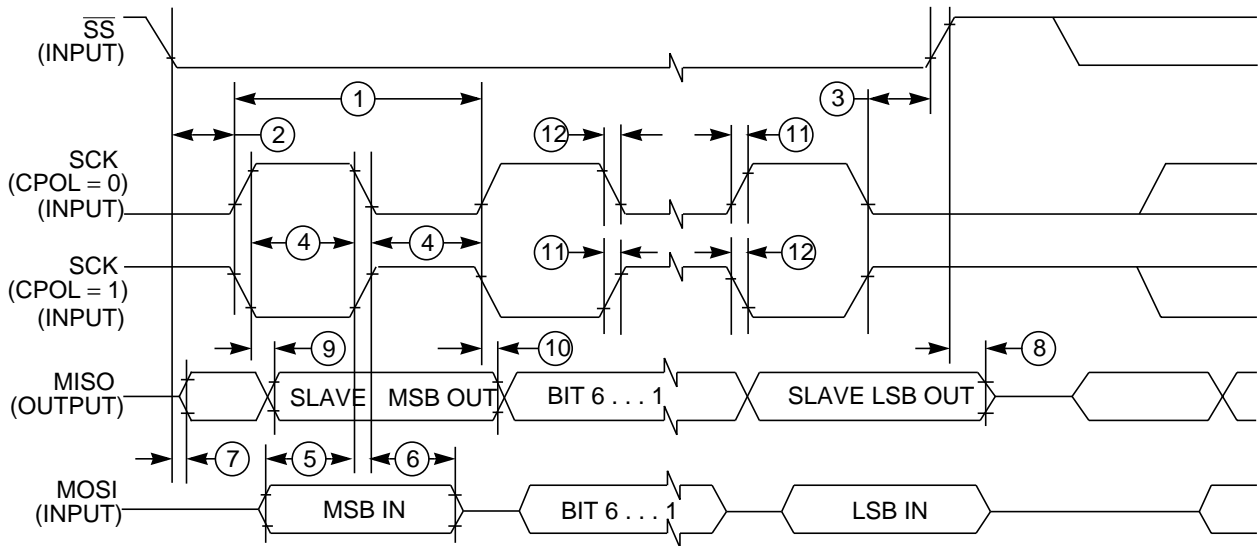 SS
(INPUT)
1
3
2
12
11
SCK
(CPOL = 0)
(INPUT)
4
4
11
12
SCK
(CPOL = 1)
(INPUT)
9
10
8
MISO
(OUTPUT)
SLAVE MSB OUT
BIT 6 . . . 1
SLAVE LSB OUT
7
5
6
MOSI
(INPUT)
MSB IN
BIT 6 . . . 1
LSB IN